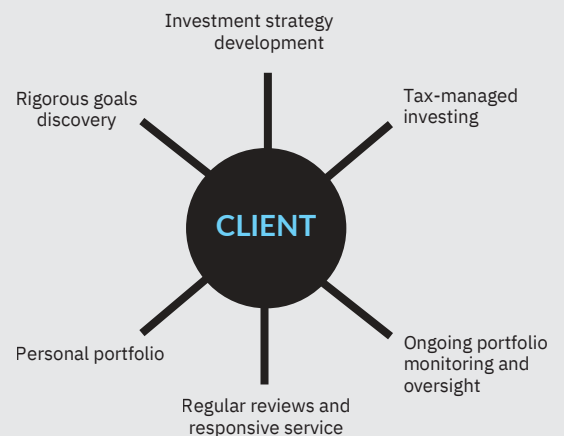 Investment strategy
development
Rigorous goals
discovery
Tax-managed
investing
CLIENT
Personal portfolio
Ongoing portfolio
monitoring and
oversight
Regular reviews and
responsive service